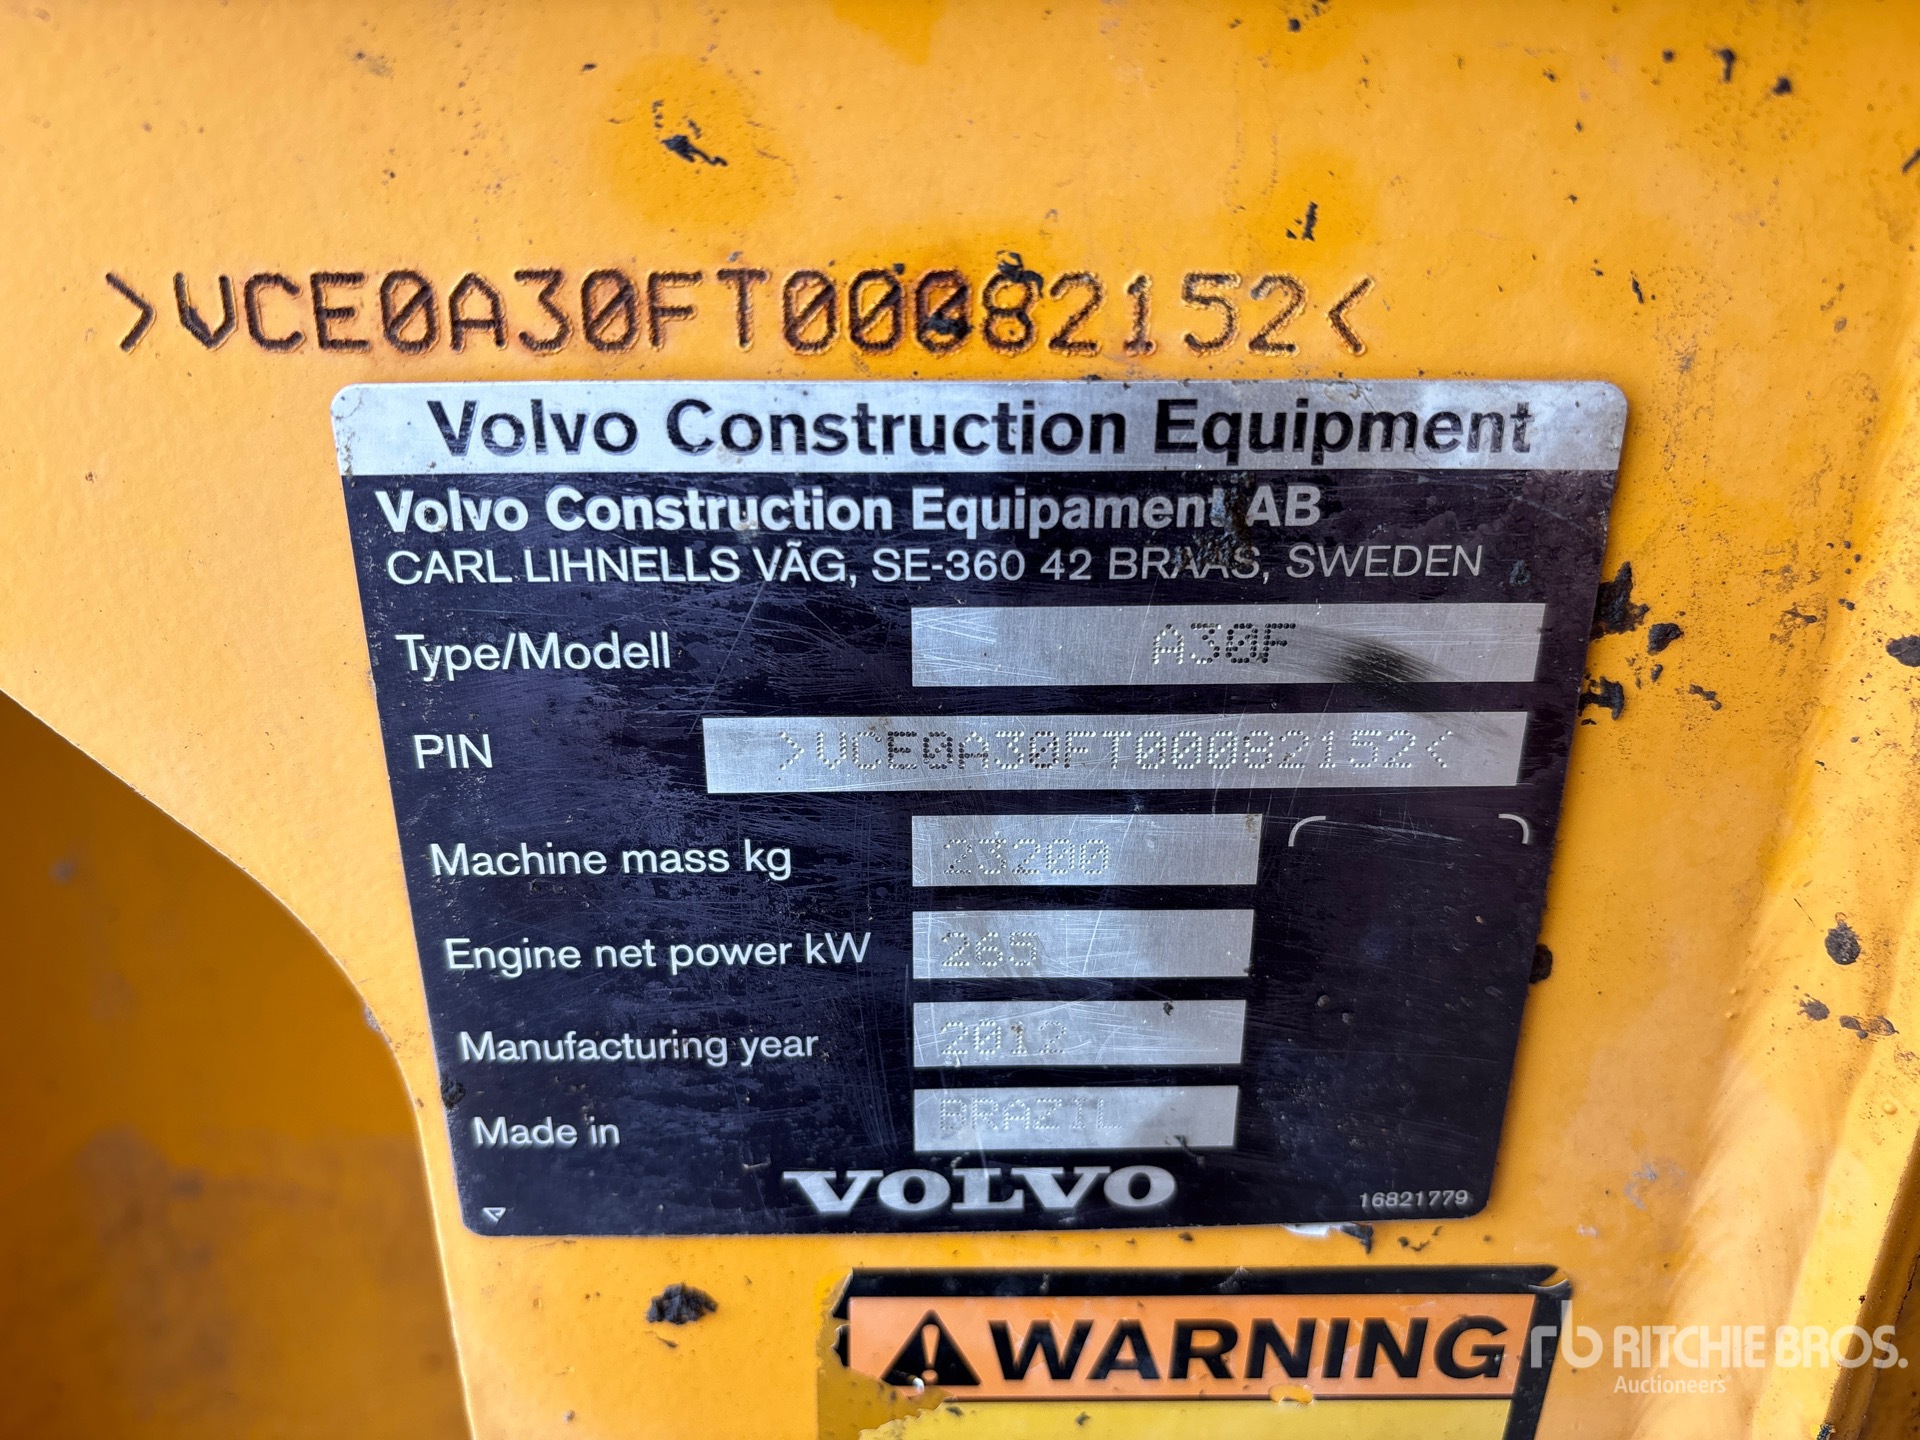 >VCE0A30FT00082152<
Volvo Construction Equipment
Volvo Construction Equipament AB
CARL LIHNELLS VÃG, SE-360 42 BRAAS, SWEDEN
Type/Modell A30F
PIN >VCE0A30FT00082152<
Machine mass kg 23200
Engine net power kW 265
Manufacturing year 2012
Made in BRAZIL
VOLVO
16821779
WARNING
rb RITCHIE BROS.
Auctioneers